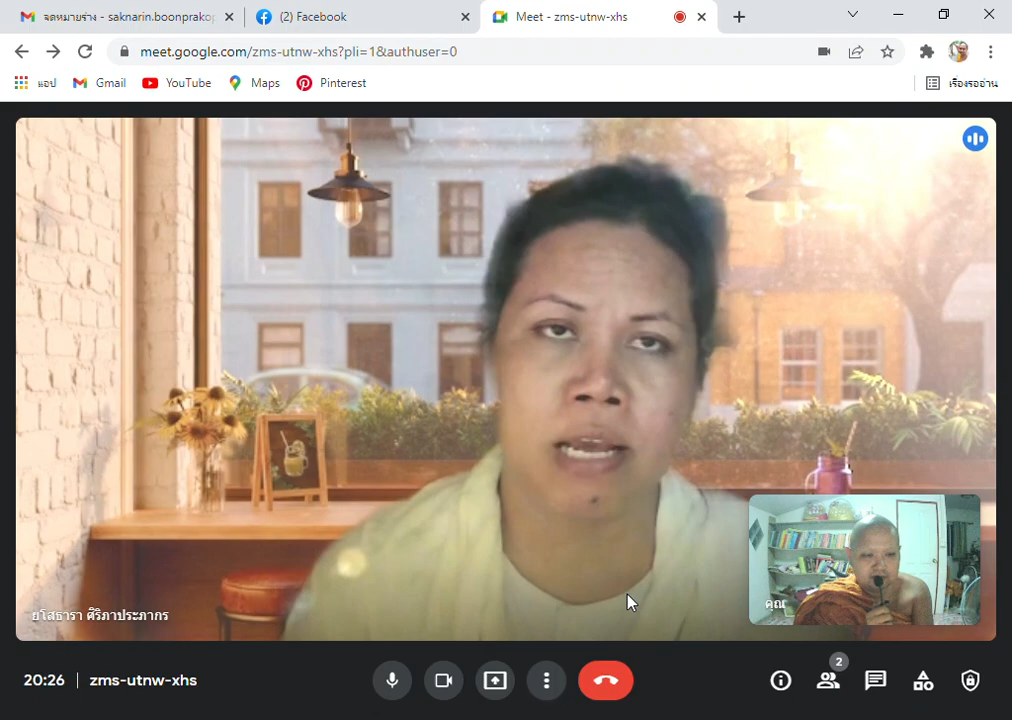 จดหมายร่าง - saknarin.boonprako
(2) Facebook
Meet - zms-utnw-xhs
meet.google.com/zms-utnw-xhs?pli=1&authuser=0
แอป
Gmail
YouTube
Maps
Pinterest
เรื่องรออ่าน
ยโสธารา ศิริภาประภากร
คุณ
20:26
zms-utnw-xhs
2